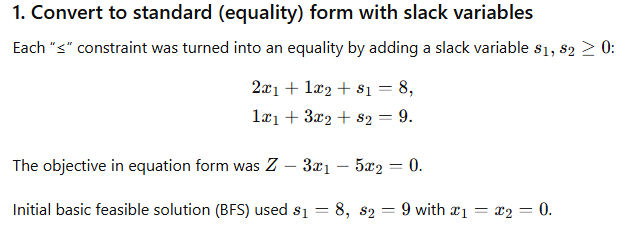 1. Convert to standard (equality) form with slack variables
Each “≤” constraint was turned into an equality by adding a slack variable s₁, s₂ ≥ 0:
2x₁ + 1x₂ + s₁ = 8,
1x₁ + 3x₂ + s₂ = 9.
The objective in equation form was Z − 3x₁ − 5x₂ = 0.
Initial basic feasible solution (BFS) used s₁ = 8, s₂ = 9 with x₁ = x₂ = 0.